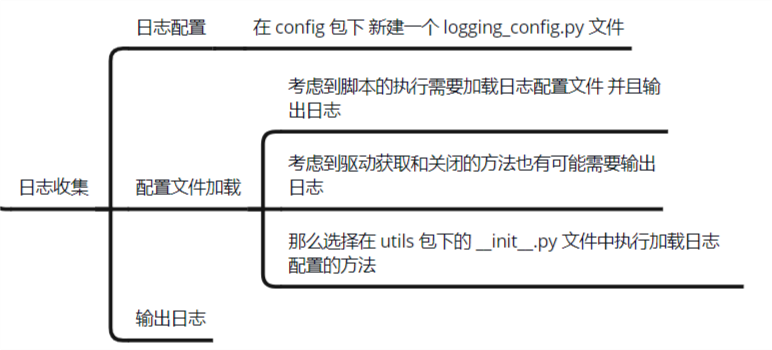 日志配置
在 config 包下 新建一个 logging_config.py 文件
考虑到脚本的执行需要加载日志配置文件 并且输
出日志
日志收集
配置文件加载
考虑到驱动获取和关闭的方法也有可能需要输出
日志
那么选择在 utils 包下的 __init__.py 文件中执行加载日志
配置的方法
输出日志